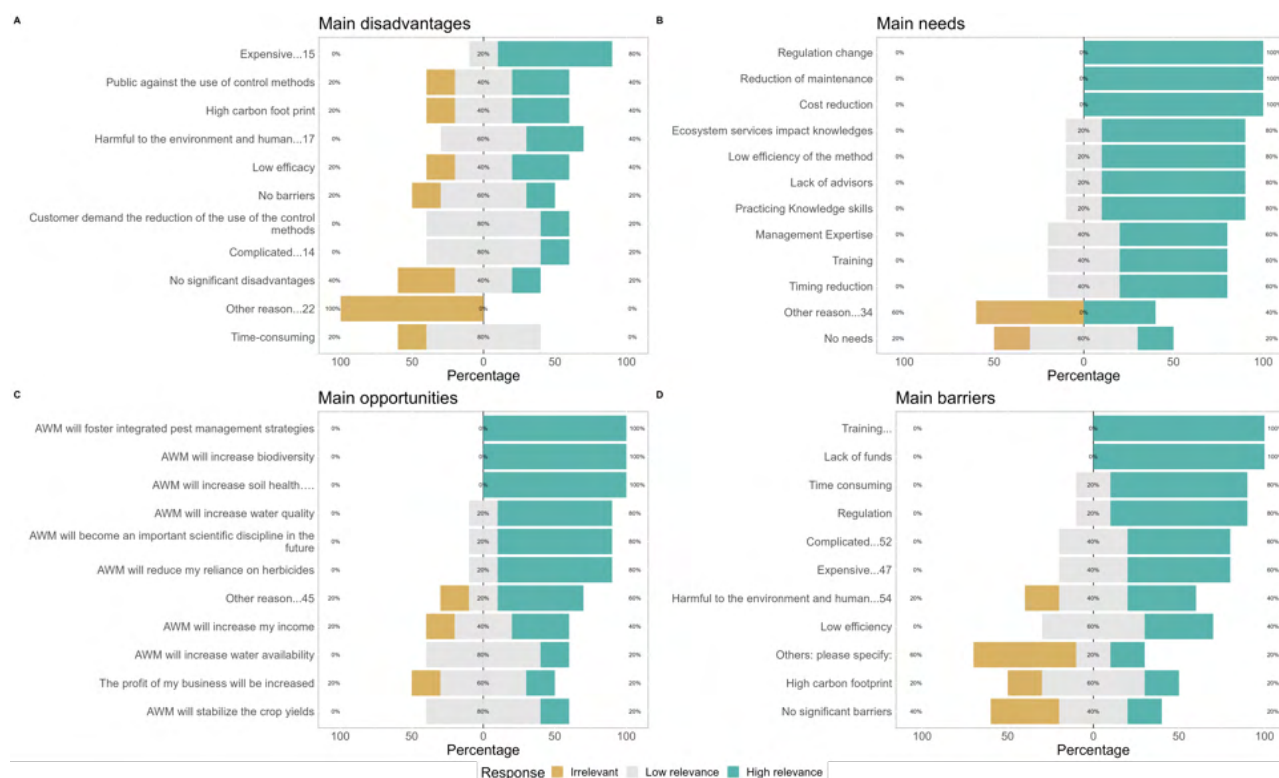 A
Main disadvantages
Expensive...15 0% 20% 80%
Public against the use of control methods 20% 40% 40%
High carbon foot print 20% 40% 40%
Harmful to the environment and human...17 0% 60% 40%
Low efficacy 20% 40% 40%
No barriers 20% 60% 20%
Customer demand the reduction of the use of the control
methods 0% 80% 20%
Complicated...14 0% 80% 20%
No significant disadvantages 40% 40% 20%
Other reason...22 100% 0% 0%
Time-consuming 20% 80% 0%
100 50 0 50 100
Percentage
B
Main needs
Regulation change 0% 0% 100%
Reduction of maintenance 0% 0% 100%
Cost reduction 0% 0% 100%
Ecosystem services impact knowledges 0% 20% 80%
Low efficiency of the method 0% 20% 80%
Lack of advisors 0% 20% 80%
Practicing Knowledge skills 0% 20% 80%
Management Expertise 0% 40% 60%
Training 0% 40% 60%
Timing reduction 0% 40% 60%
Other reason...34 60% 0% 40%
No needs 20% 60% 20%
100 50 0 50 100
Percentage
C
Main opportunities
AWM will foster integrated pest management strategies 0% 0% 100%
AWM will increase biodiversity 0% 0% 100%
AWM will increase soil health.... 0% 0% 100%
AWM will increase water quality 0% 20% 80%
AWM will become an important scientific discipline in the
future 0% 20% 80%
AWM will reduce my reliance on herbicides 0% 20% 80%
Other reason...45 20% 20% 60%
AWM will increase my income 20% 40% 40%
AWM will increase water availability 0% 80% 20%
The profit of my business will be increased 20% 60% 20%
AWM will stabilize the crop yields 0% 80% 20%
100 50 0 50 100
Percentage
D
Main barriers
Training... 0% 0% 100%
Lack of funds 0% 0% 100%
Time consuming 0% 20% 80%
Regulation 0% 20% 80%
Complicated...52 0% 40% 60%
Expensive...47 0% 40% 60%
Harmful to the environment and human...54 20% 40% 40%
Low efficiency 0% 60% 40%
Others: please specify: 60% 20% 20%
High carbon footprint 20% 60% 20%
No significant barriers 40% 40% 20%
100 50 0 50 100
Percentage
Response Irrelevant Low relevance High relevance